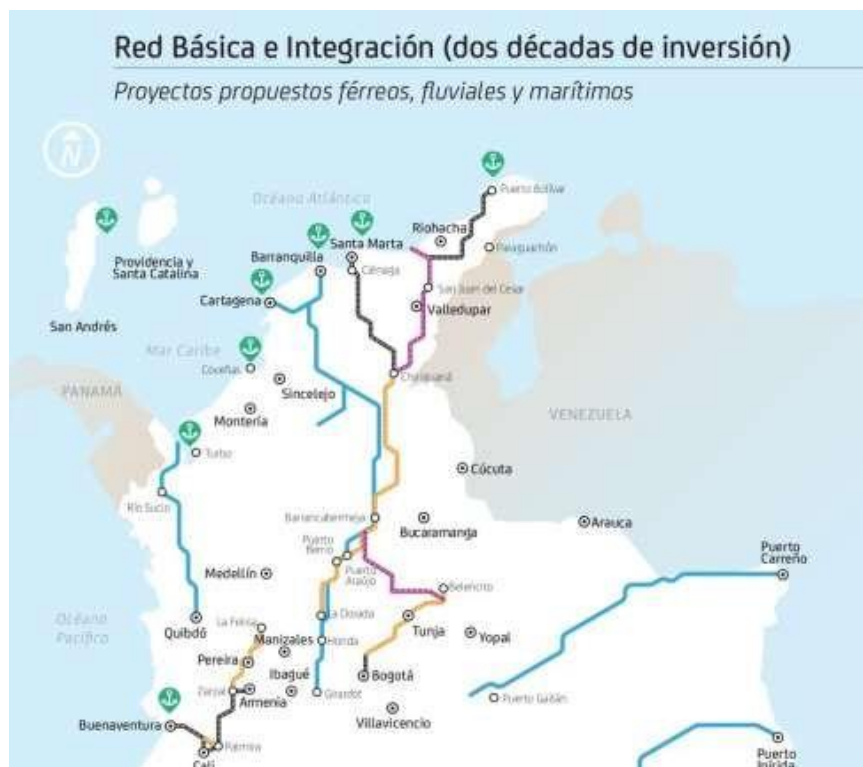 Red Básica e Integración (dos décadas de inversión)
Proyectos propuestos férreos, fluviales y marítimos
N
Océano Atlántico
Puerto Bolívar
Riohacha
Santa Marta
Paraguachón
Providencia y
Santa Catalina
Barranquilla
Ciénaga
San Juan del Cesar
Cartagena
Valledupar
San Andrés
Mar Caribe
Coveñas
Chiriguaná
PANAMÁ
Sincelejo
Montería
VENEZUELA
Turbo
Cúcuta
Río Sucio
Barrancabermeja
Bucaramanga
Arauca
Puerto
Berrío
Puerto
Carreño
Medellín
Puerto
Araújo
Belencito
Océano
Pacífico
Quibdó
La Felisa
La Dorada
Tunja
Yopal
Manizales
Honda
Pereira
Ibagué
Bogotá
Zarzal
Armenia
Girardot
Puerto Gaitán
Buenaventura
Villavicencio
Palmira
Cali
Puerto
Inírida